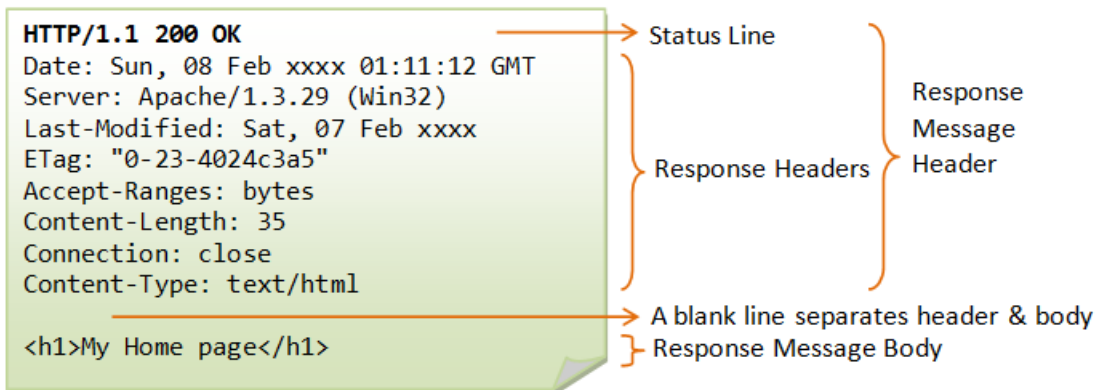 HTTP/1.1 200 OK
Date: Sun, 08 Feb xxxx 01:11:12 GMT
Server: Apache/1.3.29 (Win32)
Last-Modified: Sat, 07 Feb xxxx
ETag: "0-23-4024c3a5"
Accept-Ranges: bytes
Content-Length: 35
Connection: close
Content-Type: text/html
<h1>My Home page</h1>
Status Line
Response Headers
A blank line separates header & body
Response Message Body
Response
Message
Header